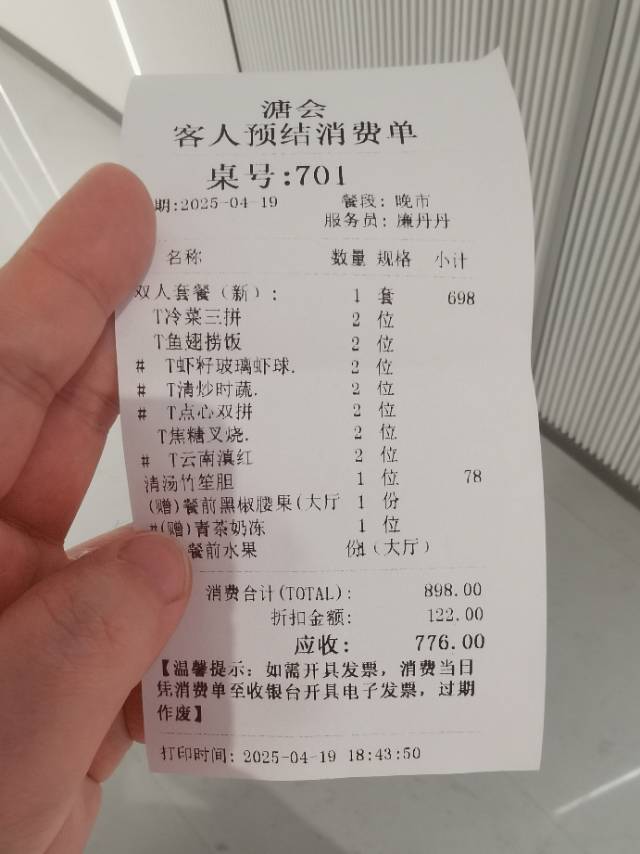 溏会
客人预结消费单
桌号:701
期:2025-04-19 餐段: 晚市
服务员: 廉丹丹
名称 数量 规格 小计
双人套餐（新）: 1 套 698
T冷菜三拼 2 位
T鱼翅捞饭 2 位
# T虾籽玻璃虾球. 2 位
# T清炒时蔬. 2 位
# T点心双拼 2 位
T焦糖叉烧. 2 位
# T云南滇红 2 位
清汤竹笙胆 1 位 78
(赠)餐前黑椒腰果(大厅 1 份
#(赠)青茶奶冻 1 位
餐前水果 份1（大厅）
消费合计(TOTAL): 898.00
折扣金额: 122.00
应收: 776.00
【温馨提示: 如需开具发票, 消费当日
凭消费单至收银台开具电子发票, 过期
作废】
打印时间: 2025-04-19 18:43:50